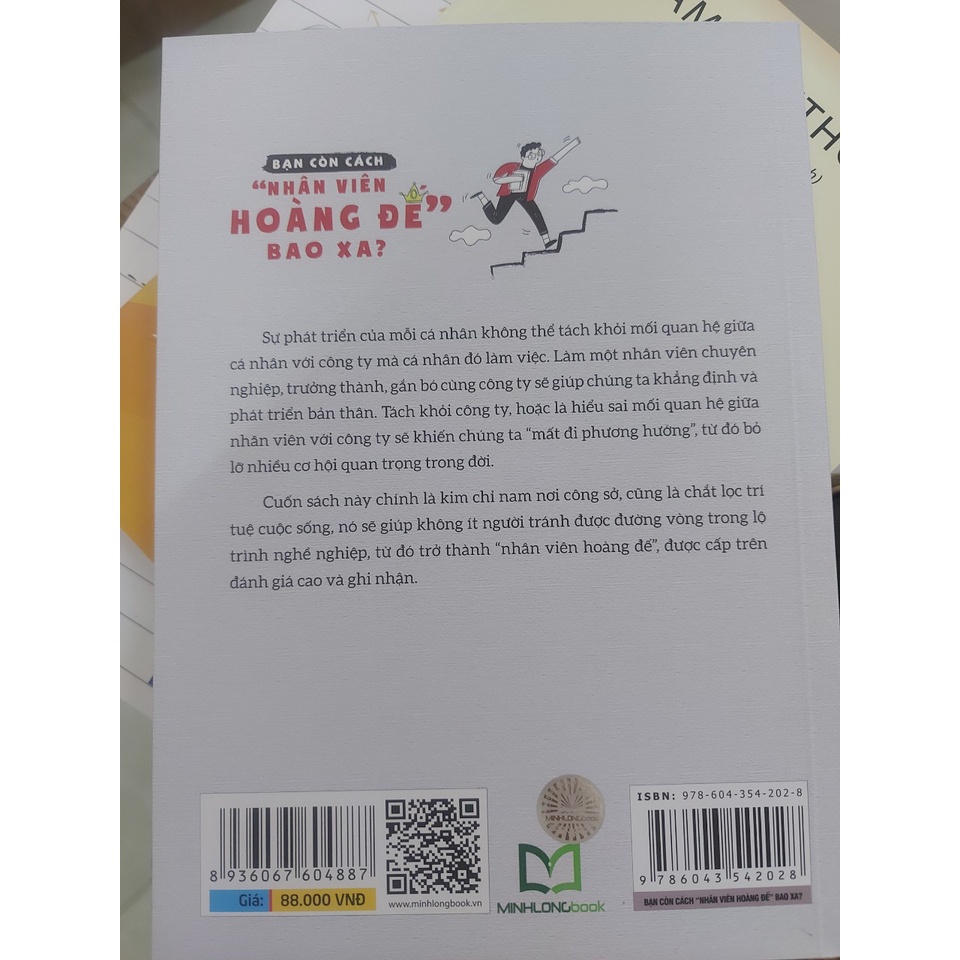 BẠN CÒN CÁCH
“NHÂN VIÊN
HOÀNG ĐẾ”
BAO XA?
Sự phát triển của mỗi cá nhân không thể tách khỏi mối quan hệ giữa
cá nhân với công ty mà cá nhân đó làm việc. Làm một nhân viên chuyên
nghiệp, trưởng thành, gắn bó cùng công ty sẽ giúp chúng ta khẳng định và
phát triển bản thân. Tách khỏi công ty, hoặc là hiểu sai mối quan hệ giữa
nhân viên với công ty sẽ khiến chúng ta “mất đi phương hướng”, từ đó bỏ
lỡ nhiều cơ hội quan trọng trong đời.
Cuốn sách này chính là kim chỉ nam nơi công sở, cũng là chắt lọc trí
tuệ cuộc sống, nó sẽ giúp không ít người tránh được đường vòng trong lộ
trình nghề nghiệp, từ đó trở thành “nhân viên hoàng đế”, được cấp trên
đánh giá cao và ghi nhận.
8 936067 604887
Giá: 88.000 VNĐ
www.minhlongbook.vn
MINHLONGbook
MINHLONGbook
ISBN: 978-604-354-202-8
9 786043 542028
BẠN CÒN CÁCH “NHÂN VIÊN HOÀNG ĐẾ” BAO XA?